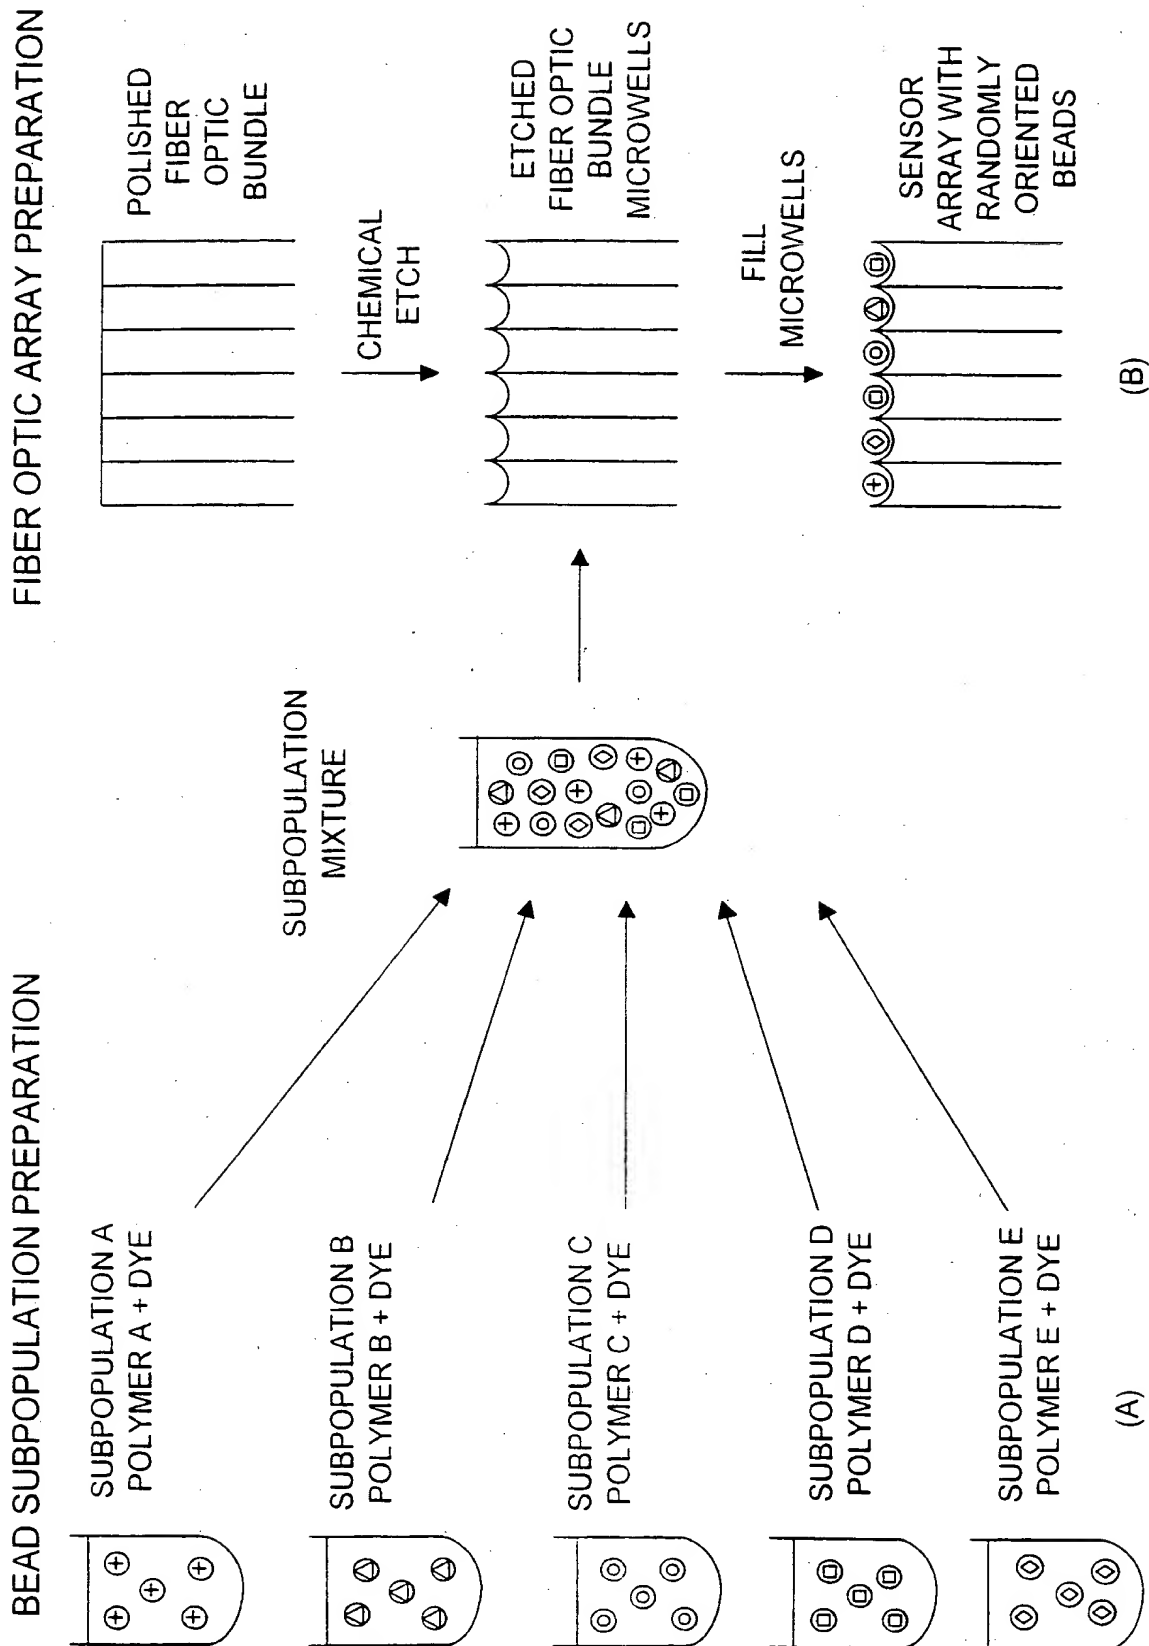 BEAD SUBPOPULATION PREPARATION
SUBPOPULATION A
POLYMER A + DYE
SUBPOPULATION B
POLYMER B + DYE
SUBPOPULATION C
POLYMER C + DYE
SUBPOPULATION D
POLYMER D + DYE
SUBPOPULATION E
POLYMER E + DYE
(A)
SUBPOPULATION
MIXTURE
FIBER OPTIC ARRAY PREPARATION
POLISHED
FIBER
OPTIC
BUNDLE
CHEMICAL
ETCH
ETCHED
FIBER OPTIC
BUNDLE
MICROWELLS
FILL
MICROWELLS
SENSOR
ARRAY WITH
RANDOMLY
ORIENTED
BEADS
(B)